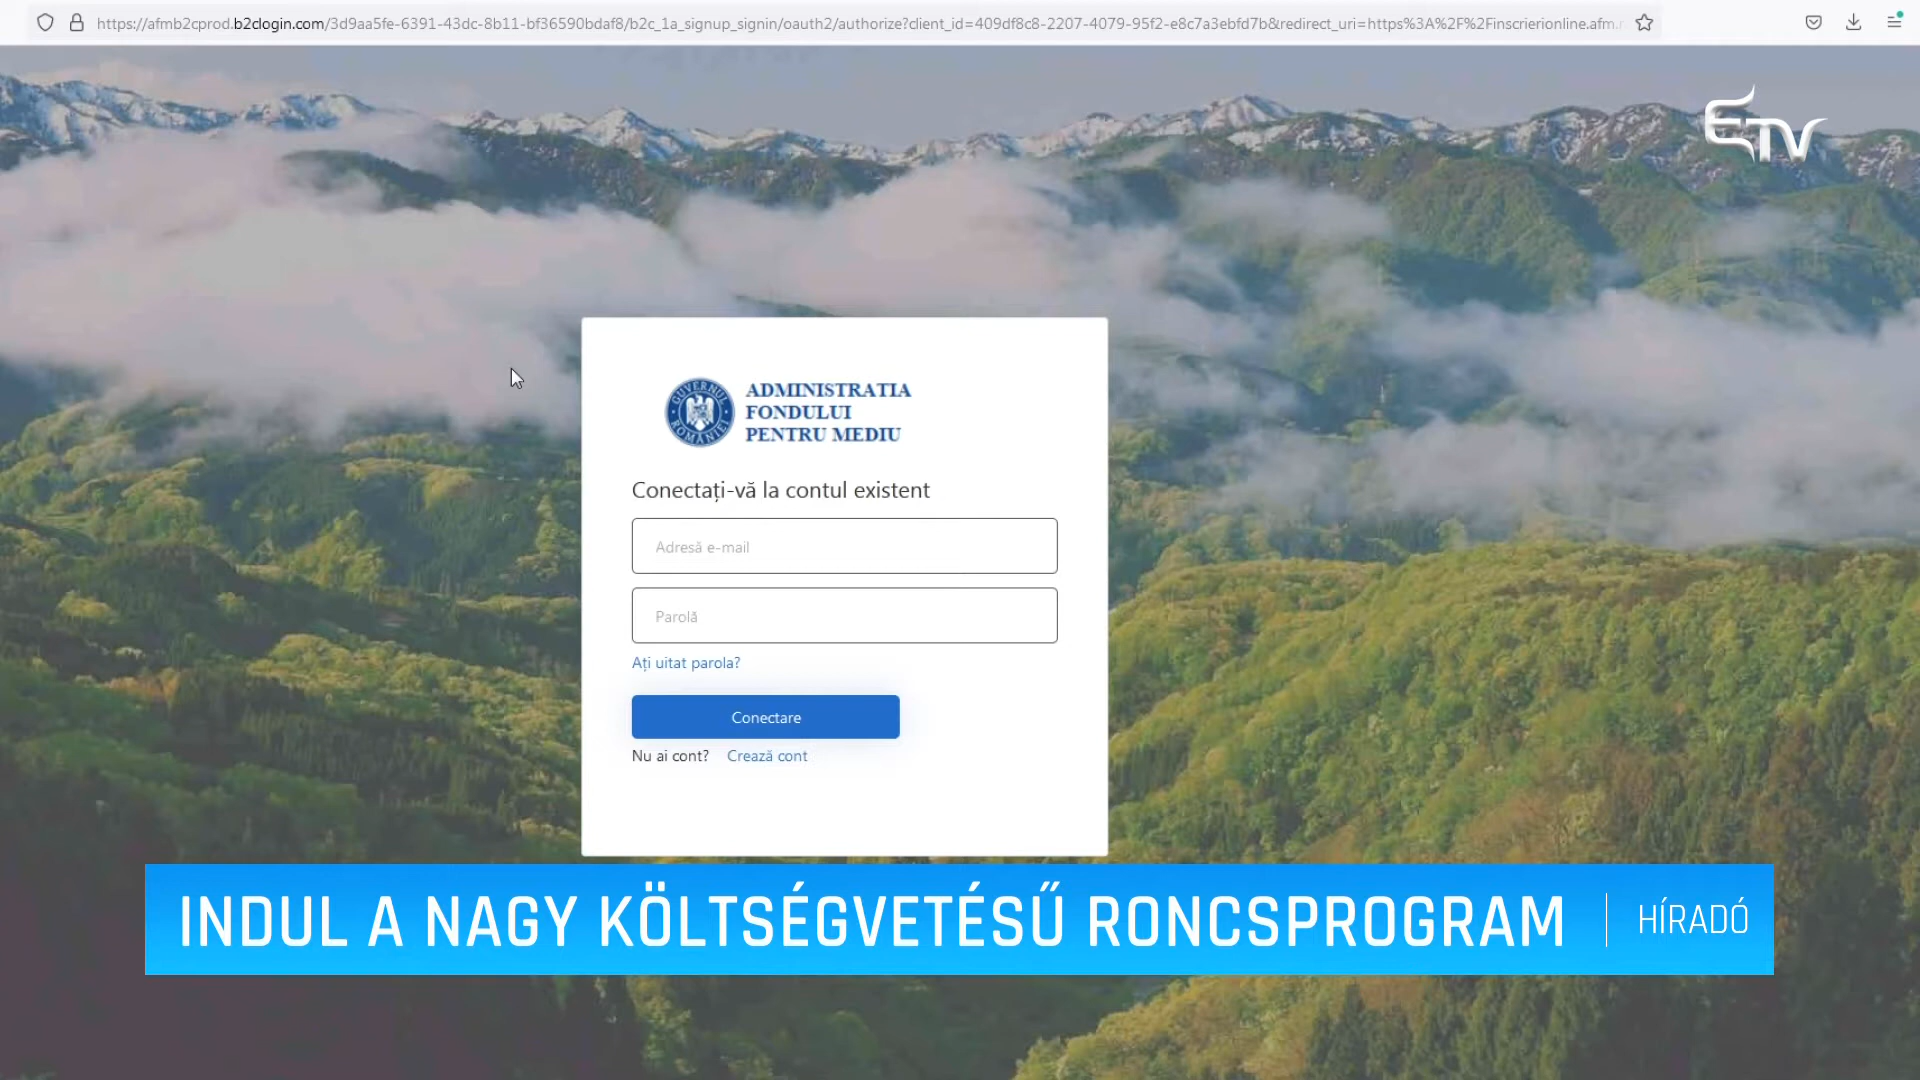 https://afmb2cprod.b2clogin.com/3d9aa5fe-6391-43dc-8b11-bf36590bdaf8/b2c_1a_signup_signin/oauth2/authorize?client_id=409df8c8-2207-4079-95f2-e8c7a3ebfd7b&redirect_uri=https%3A%2F%2Finscrierionline.afm.r
ETV
GUVERNUL ROMÂNIEI
ADMINISTRATIA
FONDULUI
PENTRU MEDIU
Conectați-vă la contul existent
Adresă e-mail
Parolă
Ați uitat parola?
Conectare
Nu ai cont? Crează cont
INDUL A NAGY KÖLTSÉGVETÉSŰ RONCSPROGRAM | HÍRADÓ